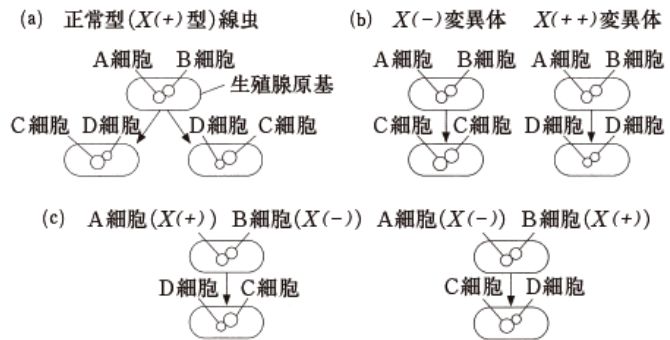 (a) 正常型(X(+)型)線虫
A細胞 B細胞
生殖腺原基
C細胞 D細胞 D細胞 C細胞
(b) X(-)変異体 X(++)変異体
A細胞 B細胞 A細胞 B細胞
C細胞 C細胞 D細胞 D細胞
(c) A細胞(X(+)) B細胞(X(-)) A細胞(X(-)) B細胞(X(+))
D細胞 C細胞 C細胞 D細胞